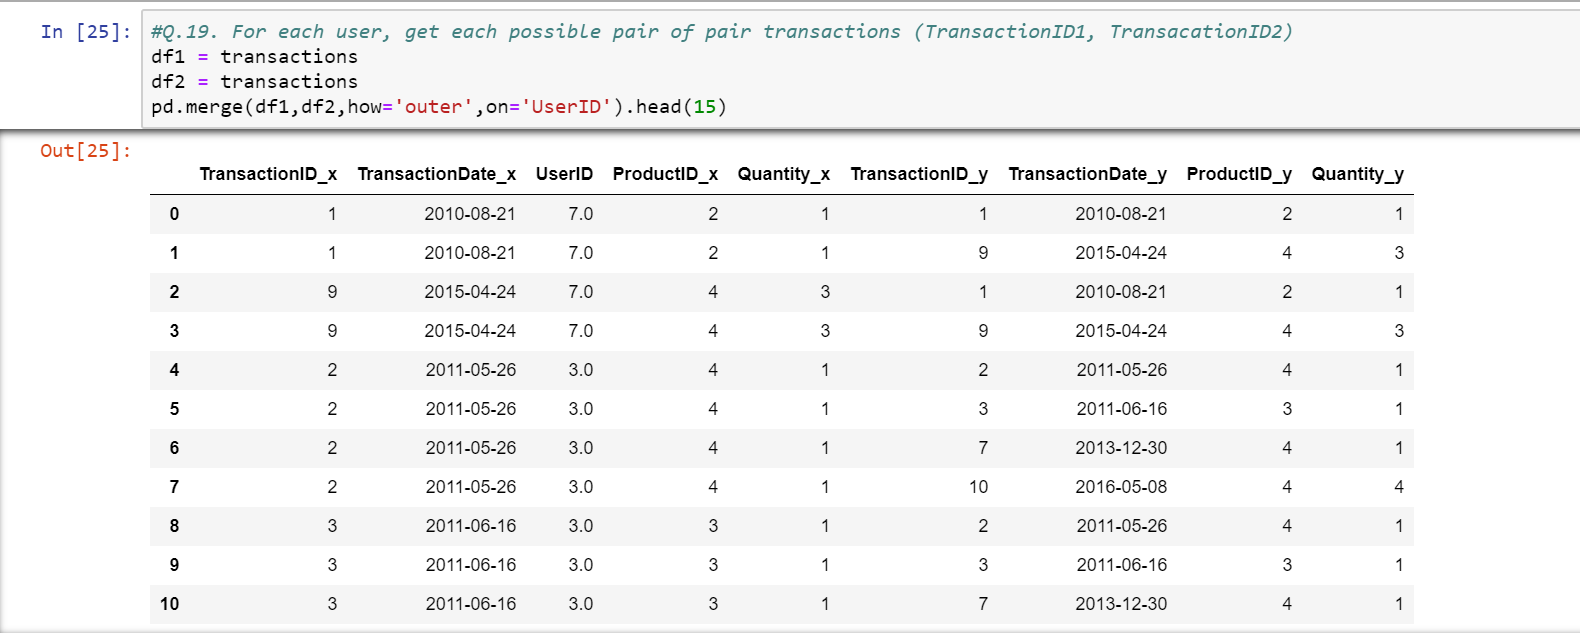 In [25]: #Q.19. For each user, get each possible pair of pair transactions (TransactionID1, TransacationID2)
df1 = transactions
df2 = transactions
pd.merge(df1,df2,how='outer',on='UserID').head(15)
Out[25]:
TransactionID_x TransactionDate_x UserID ProductID_x Quantity_x TransactionID_y TransactionDate_y ProductID_y Quantity_y
0 1 2010-08-21 7.0 2 1 1 2010-08-21 2 1
1 1 2010-08-21 7.0 2 1 9 2015-04-24 4 3
2 9 2015-04-24 7.0 4 3 1 2010-08-21 2 1
3 9 2015-04-24 7.0 4 3 9 2015-04-24 4 3
4 2 2011-05-26 3.0 4 1 2 2011-05-26 4 1
5 2 2011-05-26 3.0 4 1 3 2011-06-16 3 1
6 2 2011-05-26 3.0 4 1 7 2013-12-30 4 1
7 2 2011-05-26 3.0 4 1 10 2016-05-08 4 4
8 3 2011-06-16 3.0 3 1 2 2011-05-26 4 1
9 3 2011-06-16 3.0 3 1 3 2011-06-16 3 1
10 3 2011-06-16 3.0 3 1 7 2013-12-30 4 1